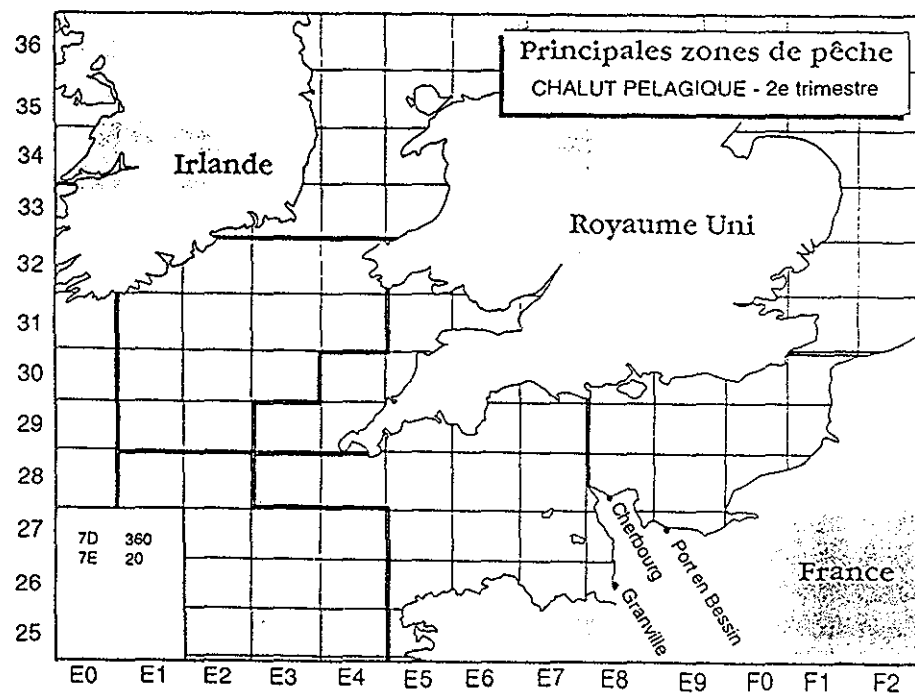 Principales zones de pêche
CHALUT PELAGIQUE - 2e trimestre
36
35
34
33
32
31
30
29
28
27
26
25
Irlande
Royaume Uni
7D 360
7E 20
Cherbourg
Port en Bessin
Granville
France
E0 E1 E2 E3 E4 E5 E6 E7 E8 E9 F0 F1 F2